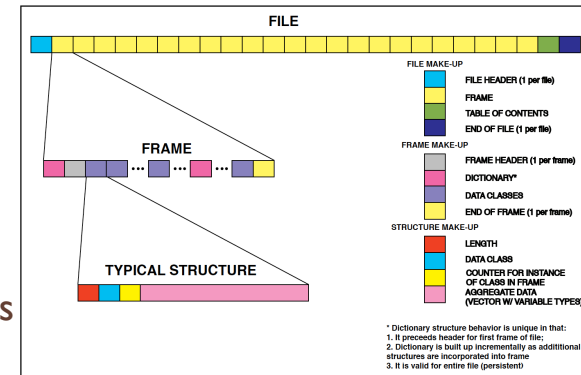 FILE
FILE MAKE-UP
FILE HEADER (1 per file)
FRAME
TABLE OF CONTENTS
END OF FILE (1 per file)
FRAME
FRAME MAKE-UP
FRAME HEADER (1 per frame)
DICTIONARY*
DATA CLASSES
END OF FRAME (1 per frame)
TYPICAL STRUCTURE
STRUCTURE MAKE-UP
LENGTH
DATA CLASS
COUNTER FOR INSTANCE
OF CLASS IN FRAME
AGGREGATE DATA
(VECTOR W/ VARIABLE TYPES)
S
* Dictionary structure behavior is unique in that:
1. It preceeds header for first frame of file;
2. Dictionary is built up incrementally as addititional
structures are incorporated into frame
3. It is valid for entire file (persistent)